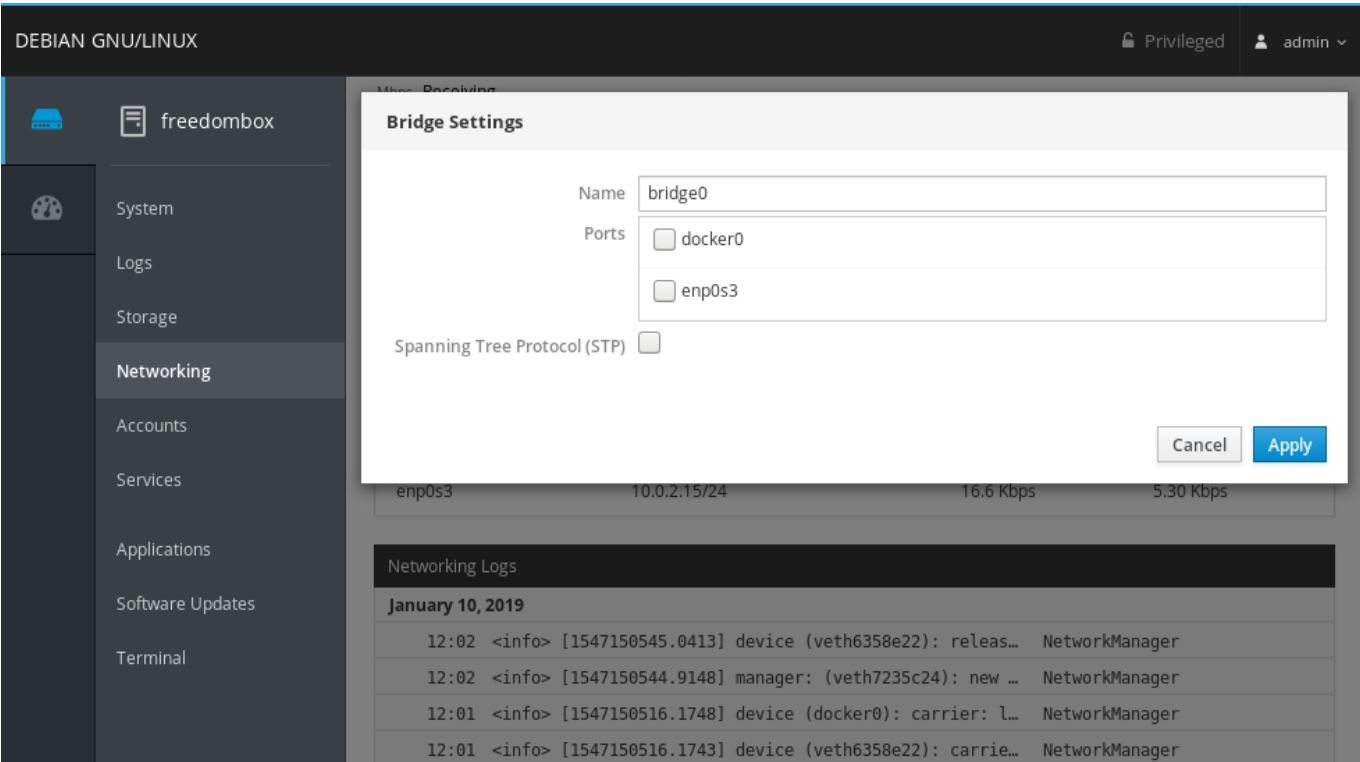 DEBIAN GNU/LINUX
Privileged
admin
freedombox
System
Logs
Storage
Networking
Accounts
Services
Applications
Software Updates
Terminal
Mbps Receiving
Bridge Settings
Name bridge0
Ports docker0
enp0s3
Spanning Tree Protocol (STP)
Cancel Apply
enp0s3 10.0.2.15/24 16.6 Kbps 5.30 Kbps
Networking Logs
January 10, 2019
12:02 <info> [1547150545.0413] device (veth6358e22): releas… NetworkManager
12:02 <info> [1547150544.9148] manager: (veth7235c24): new … NetworkManager
12:01 <info> [1547150516.1748] device (docker0): carrier: l… NetworkManager
12:01 <info> [1547150516.1743] device (veth6358e22): carrie… NetworkManager